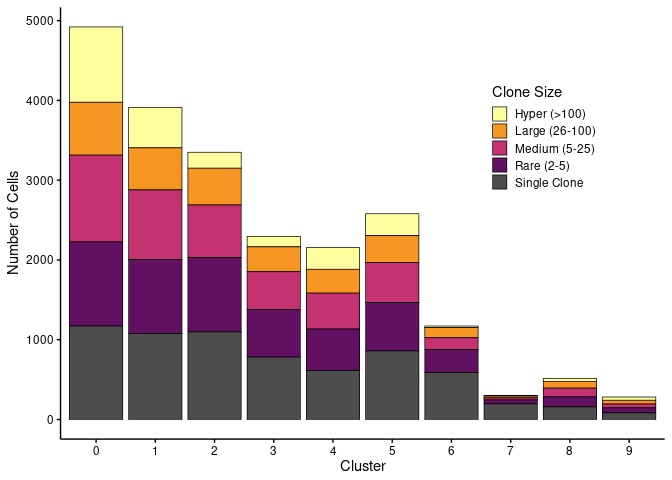 5000
4000
3000
2000
1000
0
Number of Cells
Clone Size
Hyper (>100)
Large (26-100)
Medium (5-25)
Rare (2-5)
Single Clone
0 1 2 3 4 5 6 7 8 9
Cluster